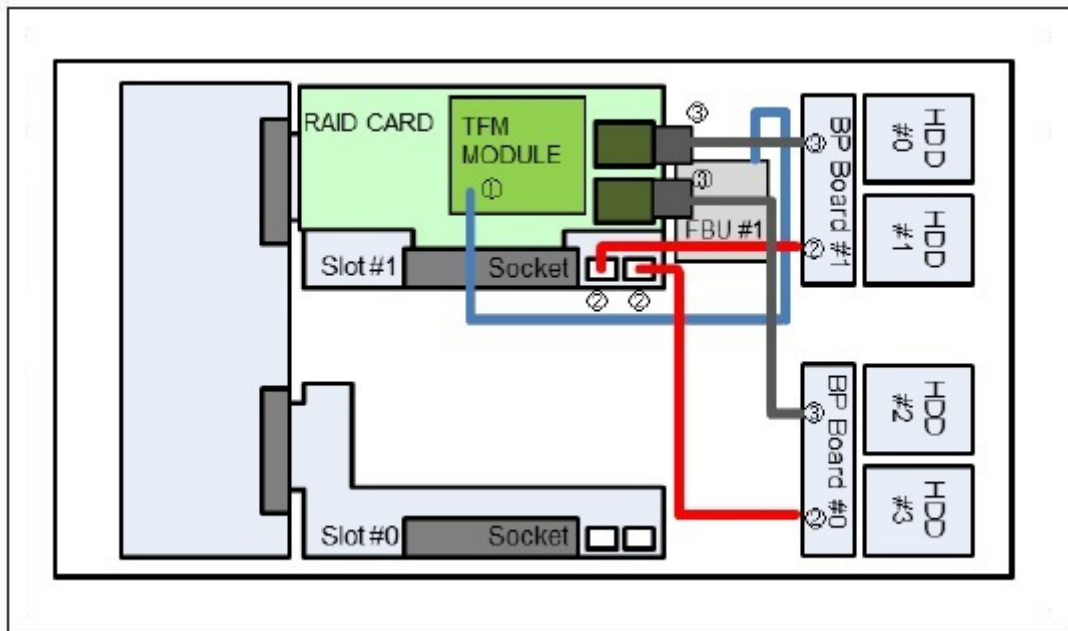 RAID CARD
TFM
MODULE
①
③
③
FBU #1
Slot #1
Socket
②
②
③
BP Board #1
②
HDD
#0
HDD
#1
③
BP Board #0
②
HDD
#2
HDD
#3
Slot #0
Socket